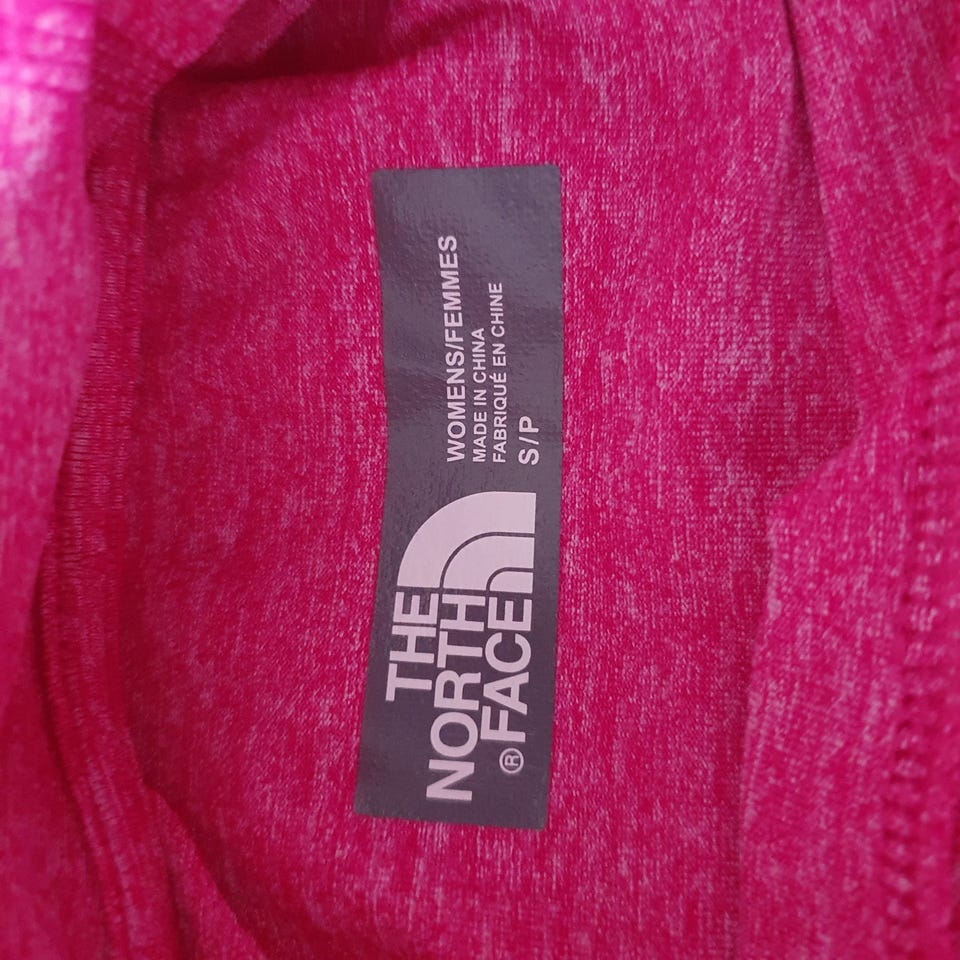 THE
NORTH
FACE®
WOMENS/FEMMES
MADE IN CHINA
FABRIQUÉ EN CHINE
S/P